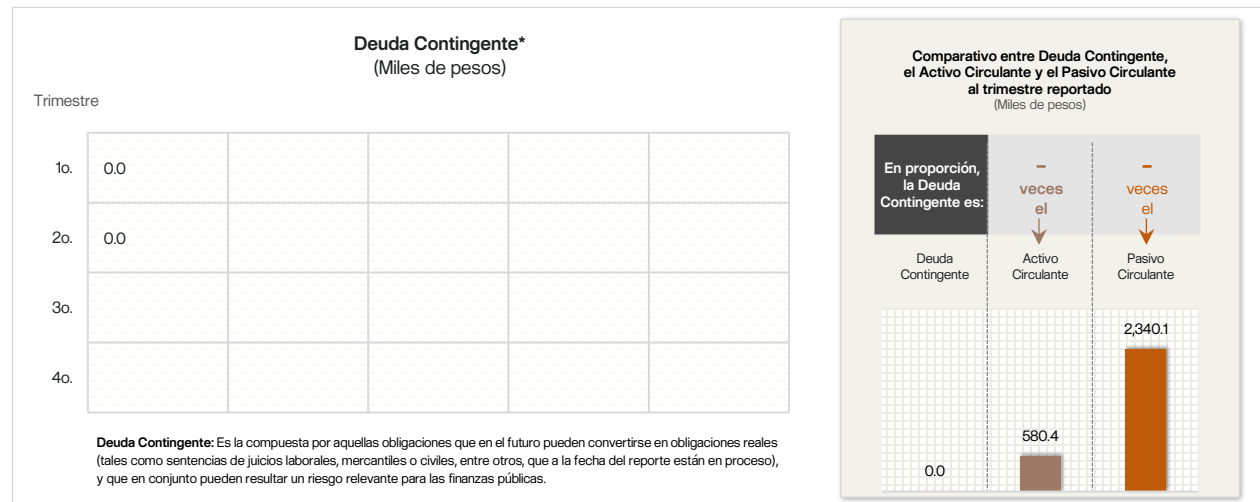 Deuda Contingente*
(Miles de pesos)
Trimestre
1o. 0.0
2o. 0.0
3o.
4o.
Deuda Contingente: Es la compuesta por aquellas obligaciones que en el futuro pueden convertirse en obligaciones reales
(tales como sentencias de juicios laborales, mercantiles o civiles, entre otros, que a la fecha del reporte están en proceso),
y que en conjunto pueden resultar un riesgo relevante para las finanzas públicas.
Comparativo entre Deuda Contingente,
el Activo Circulante y el Pasivo Circulante
al trimestre reportado
(Miles de pesos)
En proporción,
la Deuda
Contingente es:
–
veces
el
–
veces
el
Deuda
Contingente
Activo
Circulante
Pasivo
Circulante
0.0
580.4
2,340.1